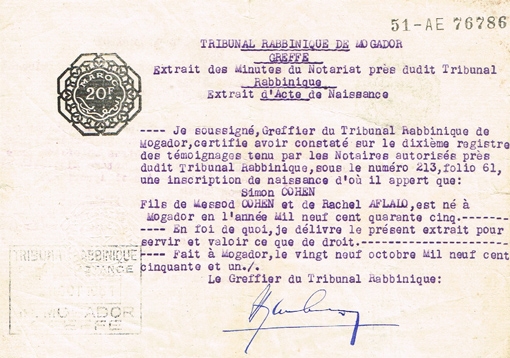 51-AE 76786
TRIBUNAL RABBINIQUE DE MOGADOR
GREFFE
Extrait des Minutes du Notariat près dudit Tribunal
Rabbinique
Extrait d'Acte de Naissance
MAROC
20F
---- Je soussigné,Greffier du Tribunal Rabbinique de
Mogador,certifie avoir constaté sur le dixième registre
des témoignages tenu par les Notaires autorisés près
dudit Tribunal Rabbinique,sous le numéro 213,folio 61,
une inscription de naissance d'où il appert que:
Simon COHEN
Fils de Messod COHEN et de Rachel AFLALO,est né à
Mogador en l'année Mil neuf cent quarante cinq.-------
---- En foi de quoi,je délivre le présent extrait pour
servir et valoir ce que de droit.-------
---- Fait à Mogador,le vingt neuf octobre Mil neuf cent
cinquante et un./.
Le Greffier du Tribunal Rabbinique:
TRIBUNAL RABBINIQUE
MOGADOR